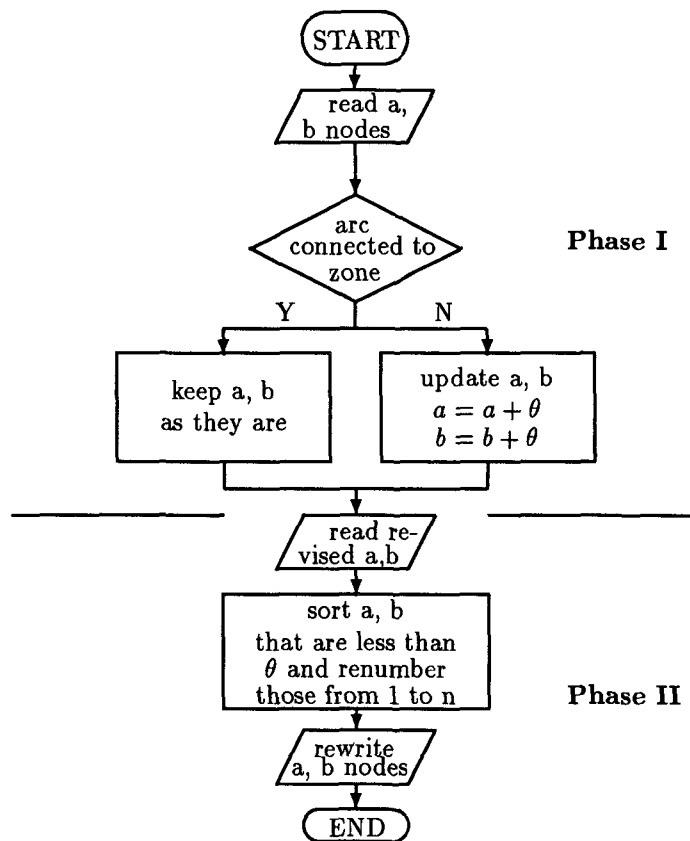 START
read a,
b nodes
arc
connected to
zone
Phase I
Y
N
keep a, b
as they are
update a, b
a = a + θ
b = b + θ
read re-
vised a,b
sort a, b
that are less than
θ and renumber
those from 1 to n
Phase II
rewrite
a, b nodes
END